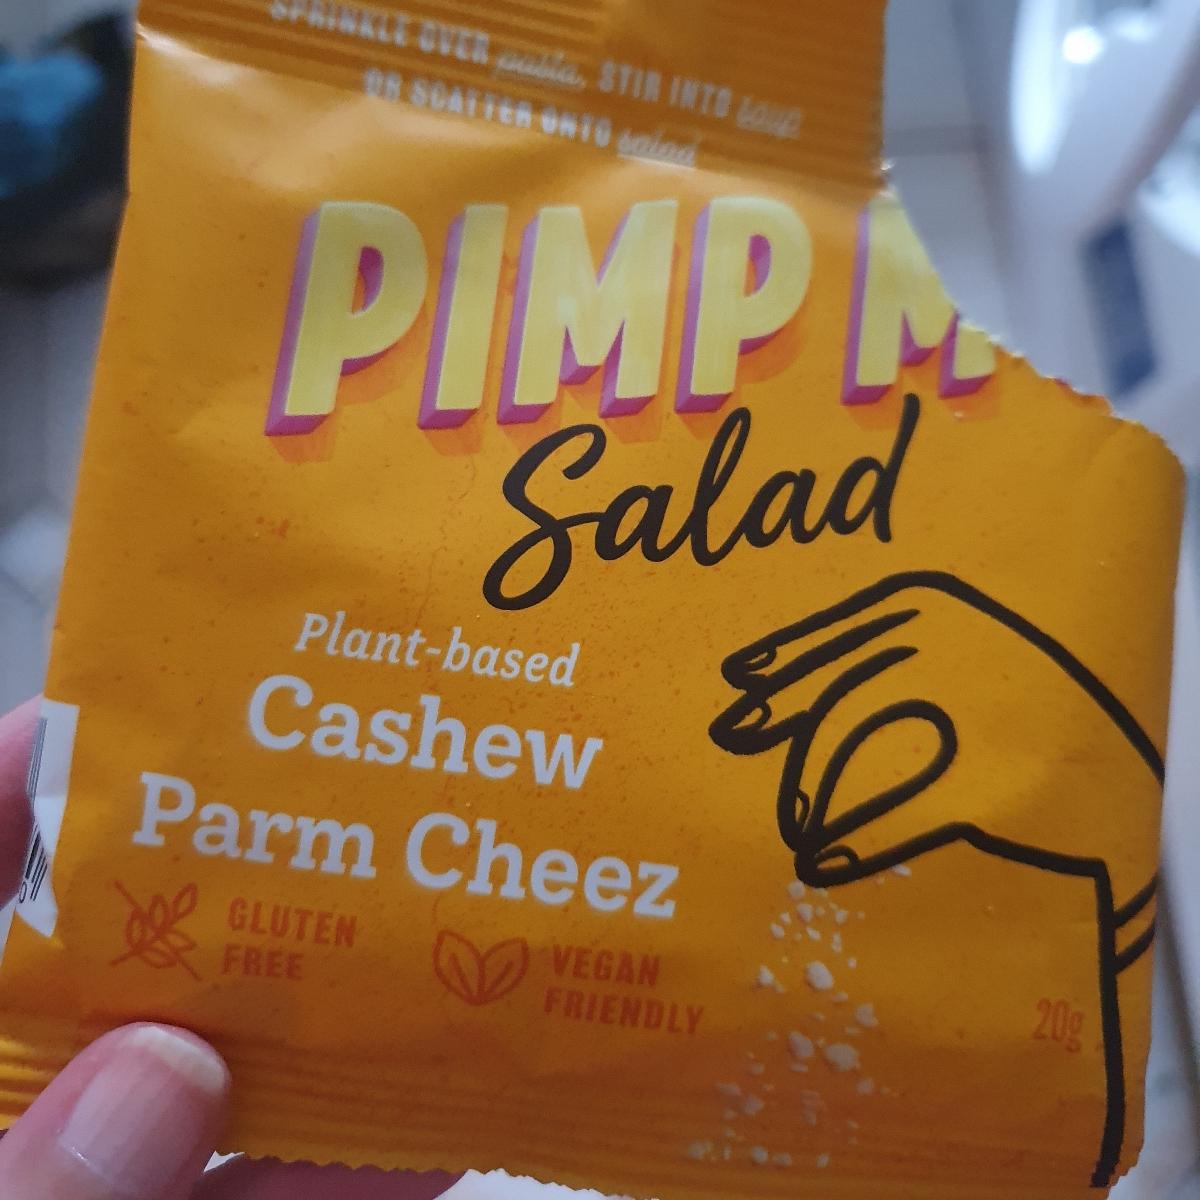 SPRINKLE OVER pasta, STIR INTO soup
OR SCATTER ONTO salad
PIMP M
Salad
Plant-based
Cashew
Parm Cheez
GLUTEN
FREE
VEGAN
FRIENDLY
20g